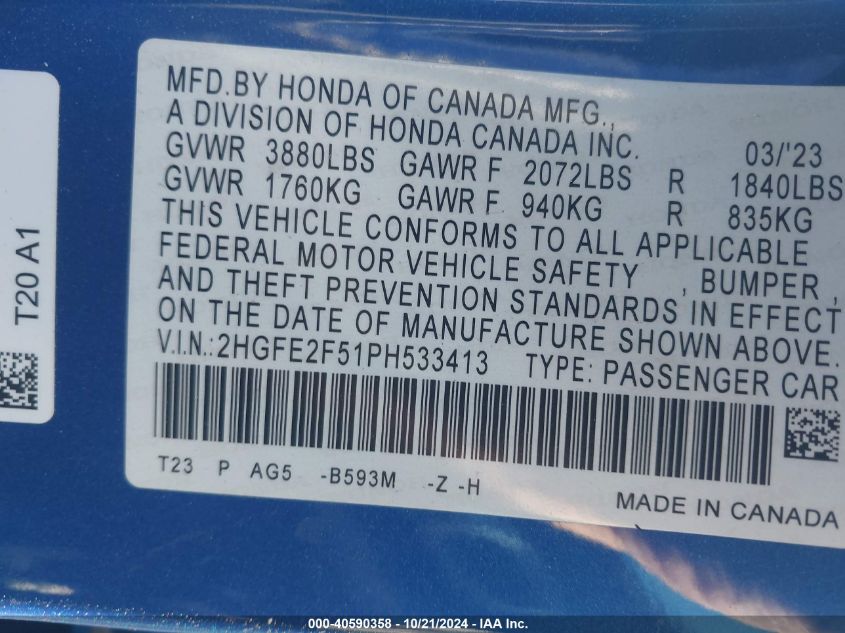 MFD.BY HONDA OF CANADA MFG.,
A DIVISION OF HONDA CANADA INC. 03/'23
GVWR 3880LBS GAWR F 2072LBS R 1840LBS
GVWR 1760KG GAWR F 940KG R 835KG
THIS VEHICLE CONFORMS TO ALL APPLICABLE
FEDERAL MOTOR VEHICLE SAFETY , BUMPER ,
AND THEFT PREVENTION STANDARDS IN EFFECT
ON THE DATE OF MANUFACTURE SHOWN ABOVE.
V.I.N.:2HGFE2F51PH533413 TYPE: PASSENGER CAR
T23 P AG5 -B593M -Z -H
MADE IN CANADA
T20 A1
000-40590358 - 10/21/2024 - IAA Inc.